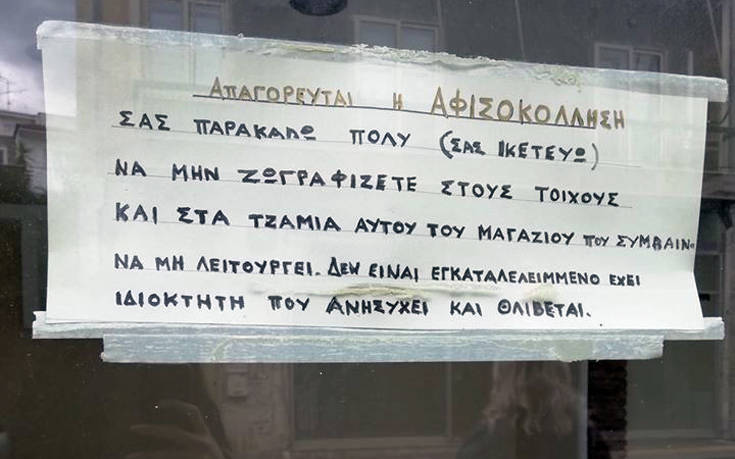 ΑΠΑΓΟΡΕΥΤΑΙ Η ΑΦΙΣΟΚΟΛΛΗΣΗ
ΣΑΣ ΠΑΡΑΚΑΛΩ ΠΟΛΥ (ΣΑΣ ΙΚΕΤΕΥΩ)
ΝΑ ΜΗΝ ΖΩΓΡΑΦΙΖΕΤΕ ΣΤΟΥΣ ΤΟΙΧΟΥΣ
ΚΑΙ ΣΤΑ ΤΖΑΜΙΑ ΑΥΤΟΥ ΤΟΥ ΜΑΓΑΖΙΟΥ ΠΟΥ ΣΥΜΒΑΙΝ
ΝΑ ΜΗ ΛΕΙΤΟΥΡΓΕΙ. ΔΕΝ ΕΙΝΑΙ ΕΓΚΑΤΑΛΕΛΕΙΜΜΕΝΟ ΕΧΕΙ
ΙΔΙΟΚΤΗΤΗ ΠΟΥ ΑΝΗΣΥΧΕΙ ΚΑΙ ΘΛΙΒΕΤΑΙ.